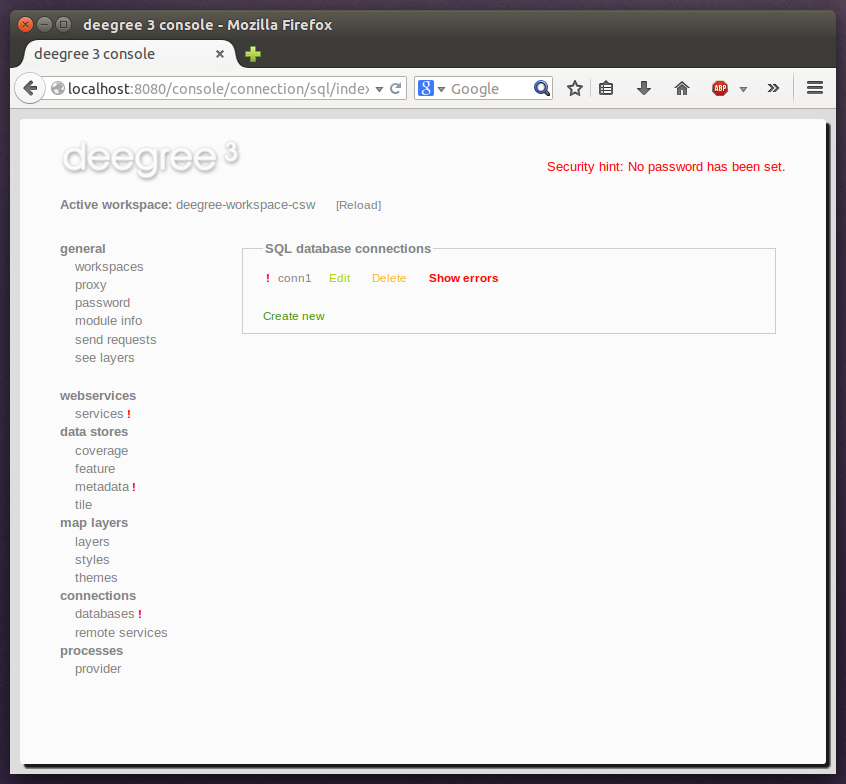 deegree 3 console - Mozilla Firefox
deegree 3 console
localhost:8080/console/connection/sql/index
8 Google
ABP
deegree 3
Security hint: No password has been set.
Active workspace: deegree-workspace-csw [Reload]
general
workspaces
proxy
password
module info
send requests
see layers
webservices
services !
data stores
coverage
feature
metadata !
tile
map layers
layers
styles
themes
connections
databases !
remote services
processes
provider
SQL database connections
! conn1 Edit Delete Show errors
Create new